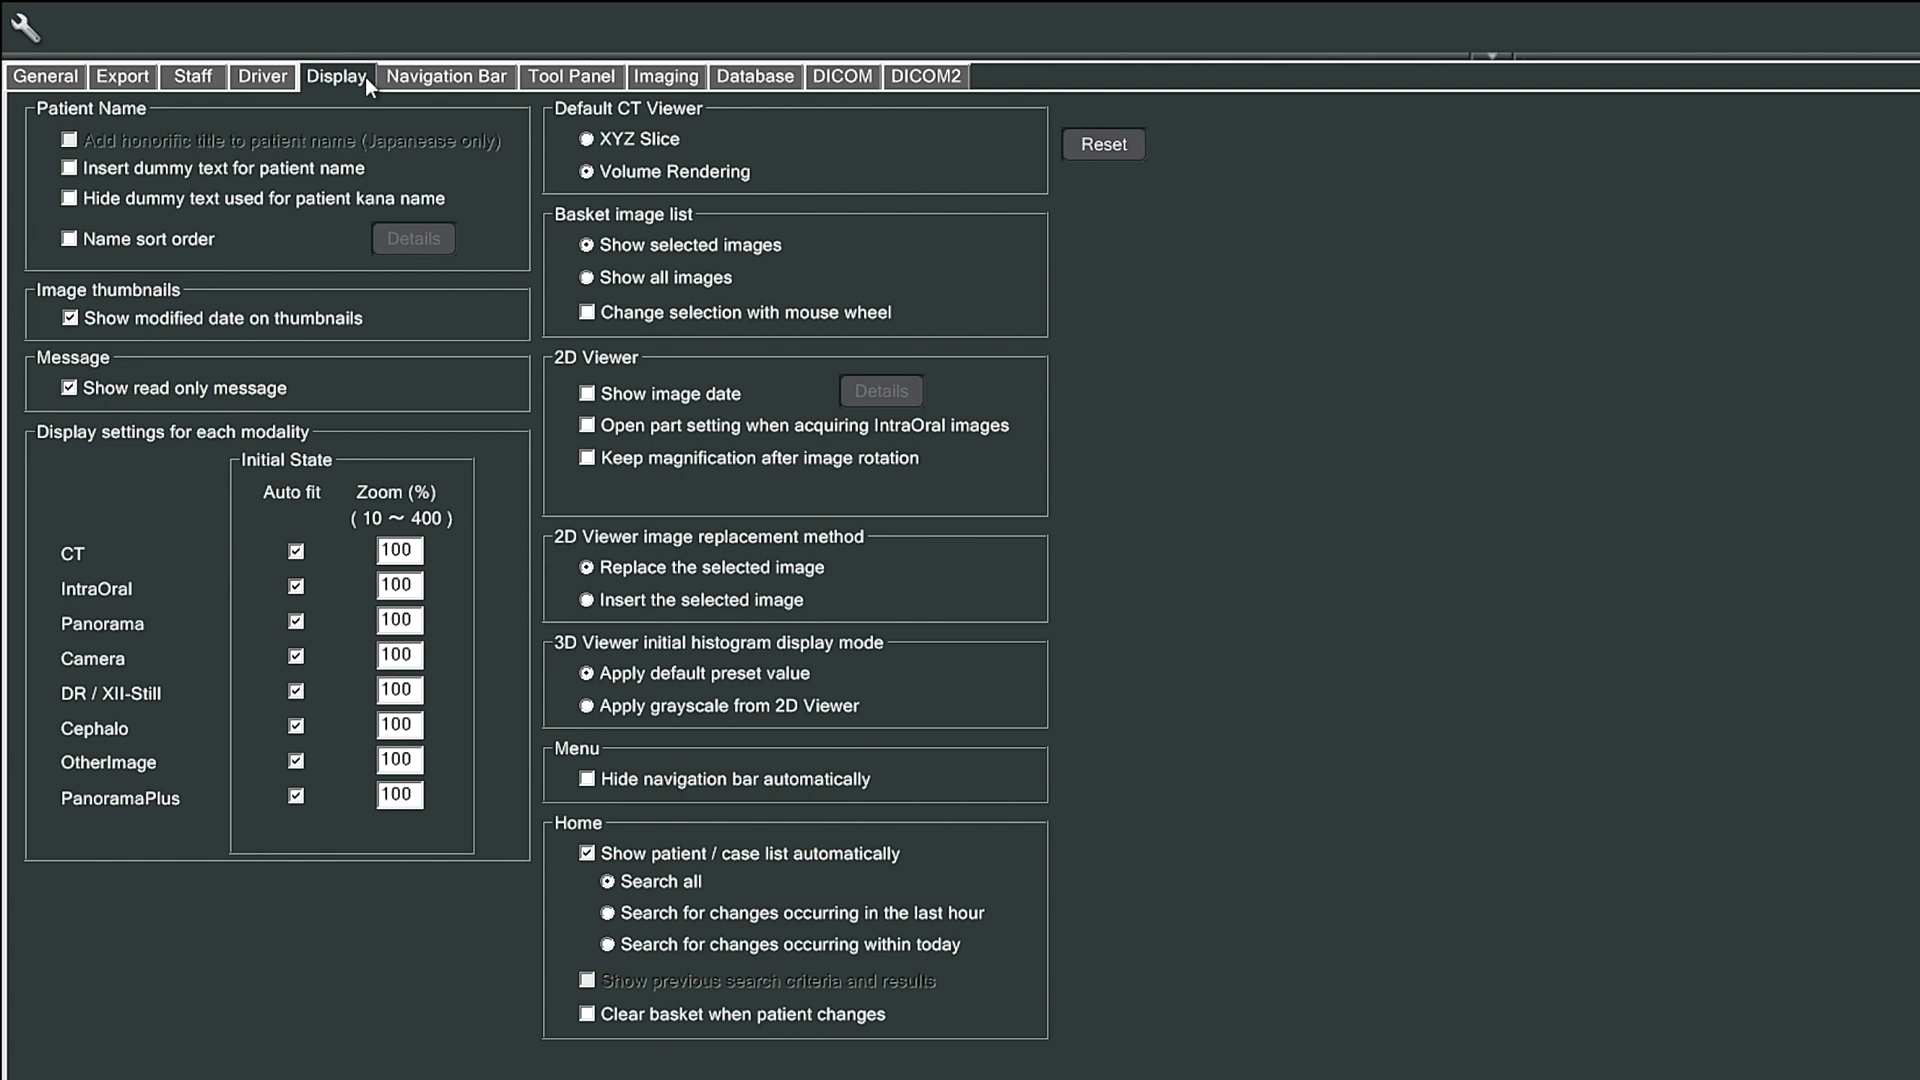 General Export Staff Driver Display Navigation Bar Tool Panel Imaging Database DICOM DICOM2
Patient Name
Add honorific title to patient name (Japanease only)
Insert dummy text for patient name
Hide dummy text used for patient kana name
Name sort order Details
Image thumbnails
Show modified date on thumbnails
Message
Show read only message
Display settings for each modality
Initial State
Auto fit Zoom (%)
( 10 ～ 400 )
CT 100
IntraOral 100
Panorama 100
Camera 100
DR / XII-Still 100
Cephalo 100
OtherImage 100
PanoramaPlus 100
Default CT Viewer
XYZ Slice
Volume Rendering
Basket image list
Show selected images
Show all images
Change selection with mouse wheel
2D Viewer
Show image date Details
Open part setting when acquiring IntraOral images
Keep magnification after image rotation
2D Viewer image replacement method
Replace the selected image
Insert the selected image
3D Viewer initial histogram display mode
Apply default preset value
Apply grayscale from 2D Viewer
Menu
Hide navigation bar automatically
Home
Show patient / case list automatically
Search all
Search for changes occurring in the last hour
Search for changes occurring within today
Show previous search criteria and results
Clear basket when patient changes
Reset